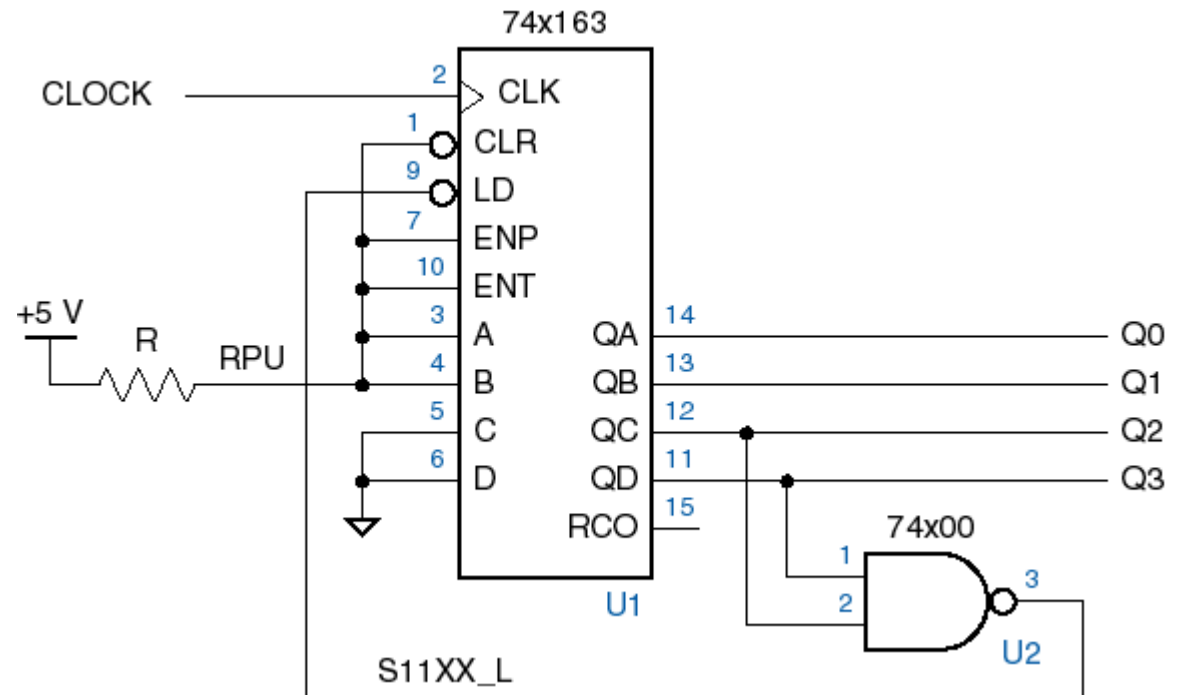 74x163
CLOCK
2
CLK
1
CLR
9
LD
7
ENP
10
ENT
+5 V
R
RPU
3
A
QA
14
Q0
4
B
QB
13
Q1
5
C
QC
12
Q2
6
D
QD
11
Q3
RCO
15
74x00
1
2
3
U1
U2
S11XX_L